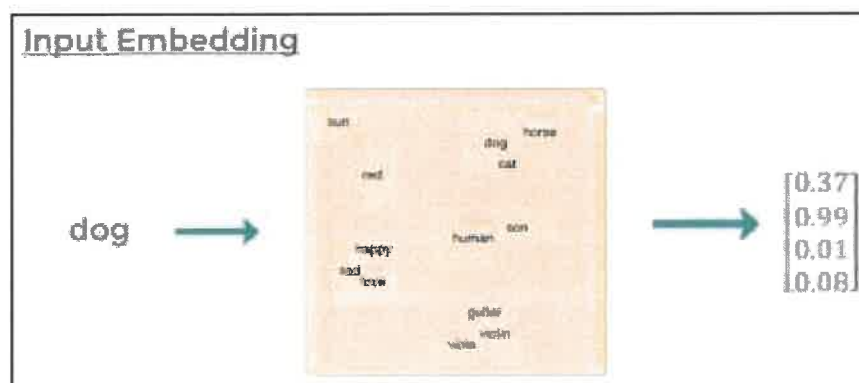 Input Embedding
sun
horse
dog
cat
red
dog
human
son
happy
sad
guitar
violin
[0.37]
[0.99]
[0.01]
[0.08]